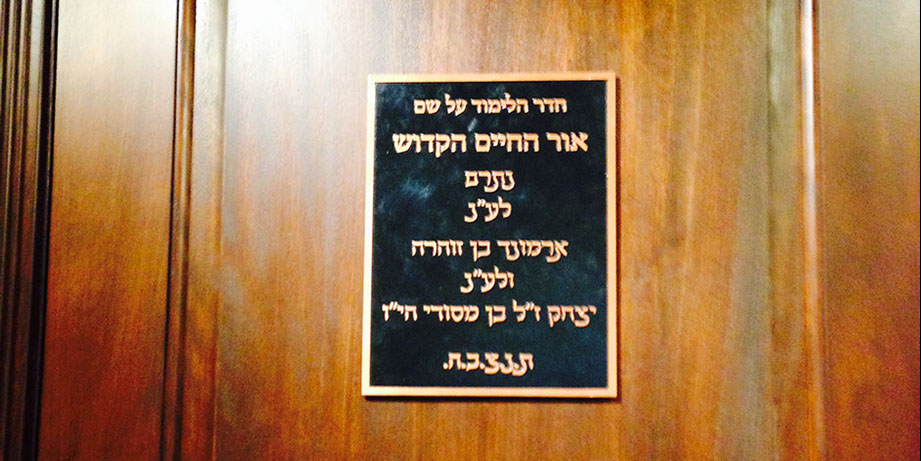 חדר הלימוד על שם
אור החיים הקדוש
נתרם
לע"נ
ארמונד בן זוהרה
ולע"נ
יצחק ז"ל בן מסודי חי"ו
ת.נ.צ.ב.ה.